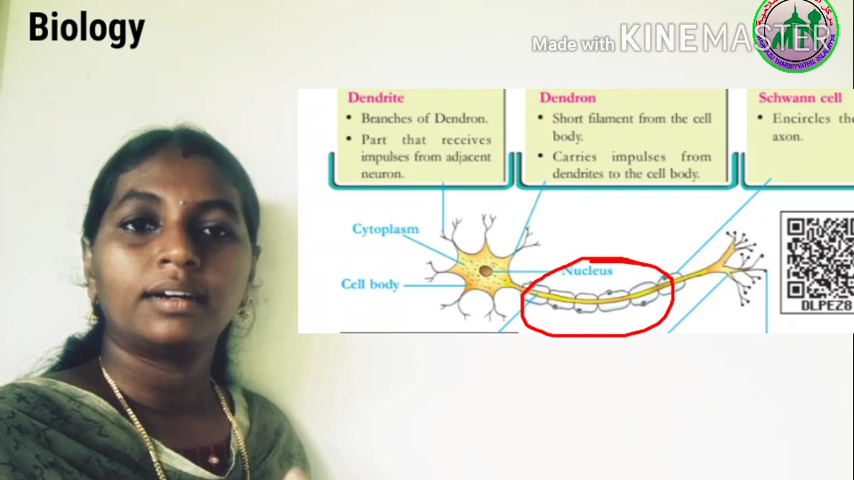 Biology
Made with KINEMASTER
Dendrite
• Branches of Dendron.
• Part that receives
impulses from adjacent
neuron.
Dendron
• Short filament from the cell
body.
• Carries impulses from
dendrites to the cell body.
Schwann cell
• Encircles the
axon.
Cytoplasm
Nucleus
Cell body
DLPEZ8